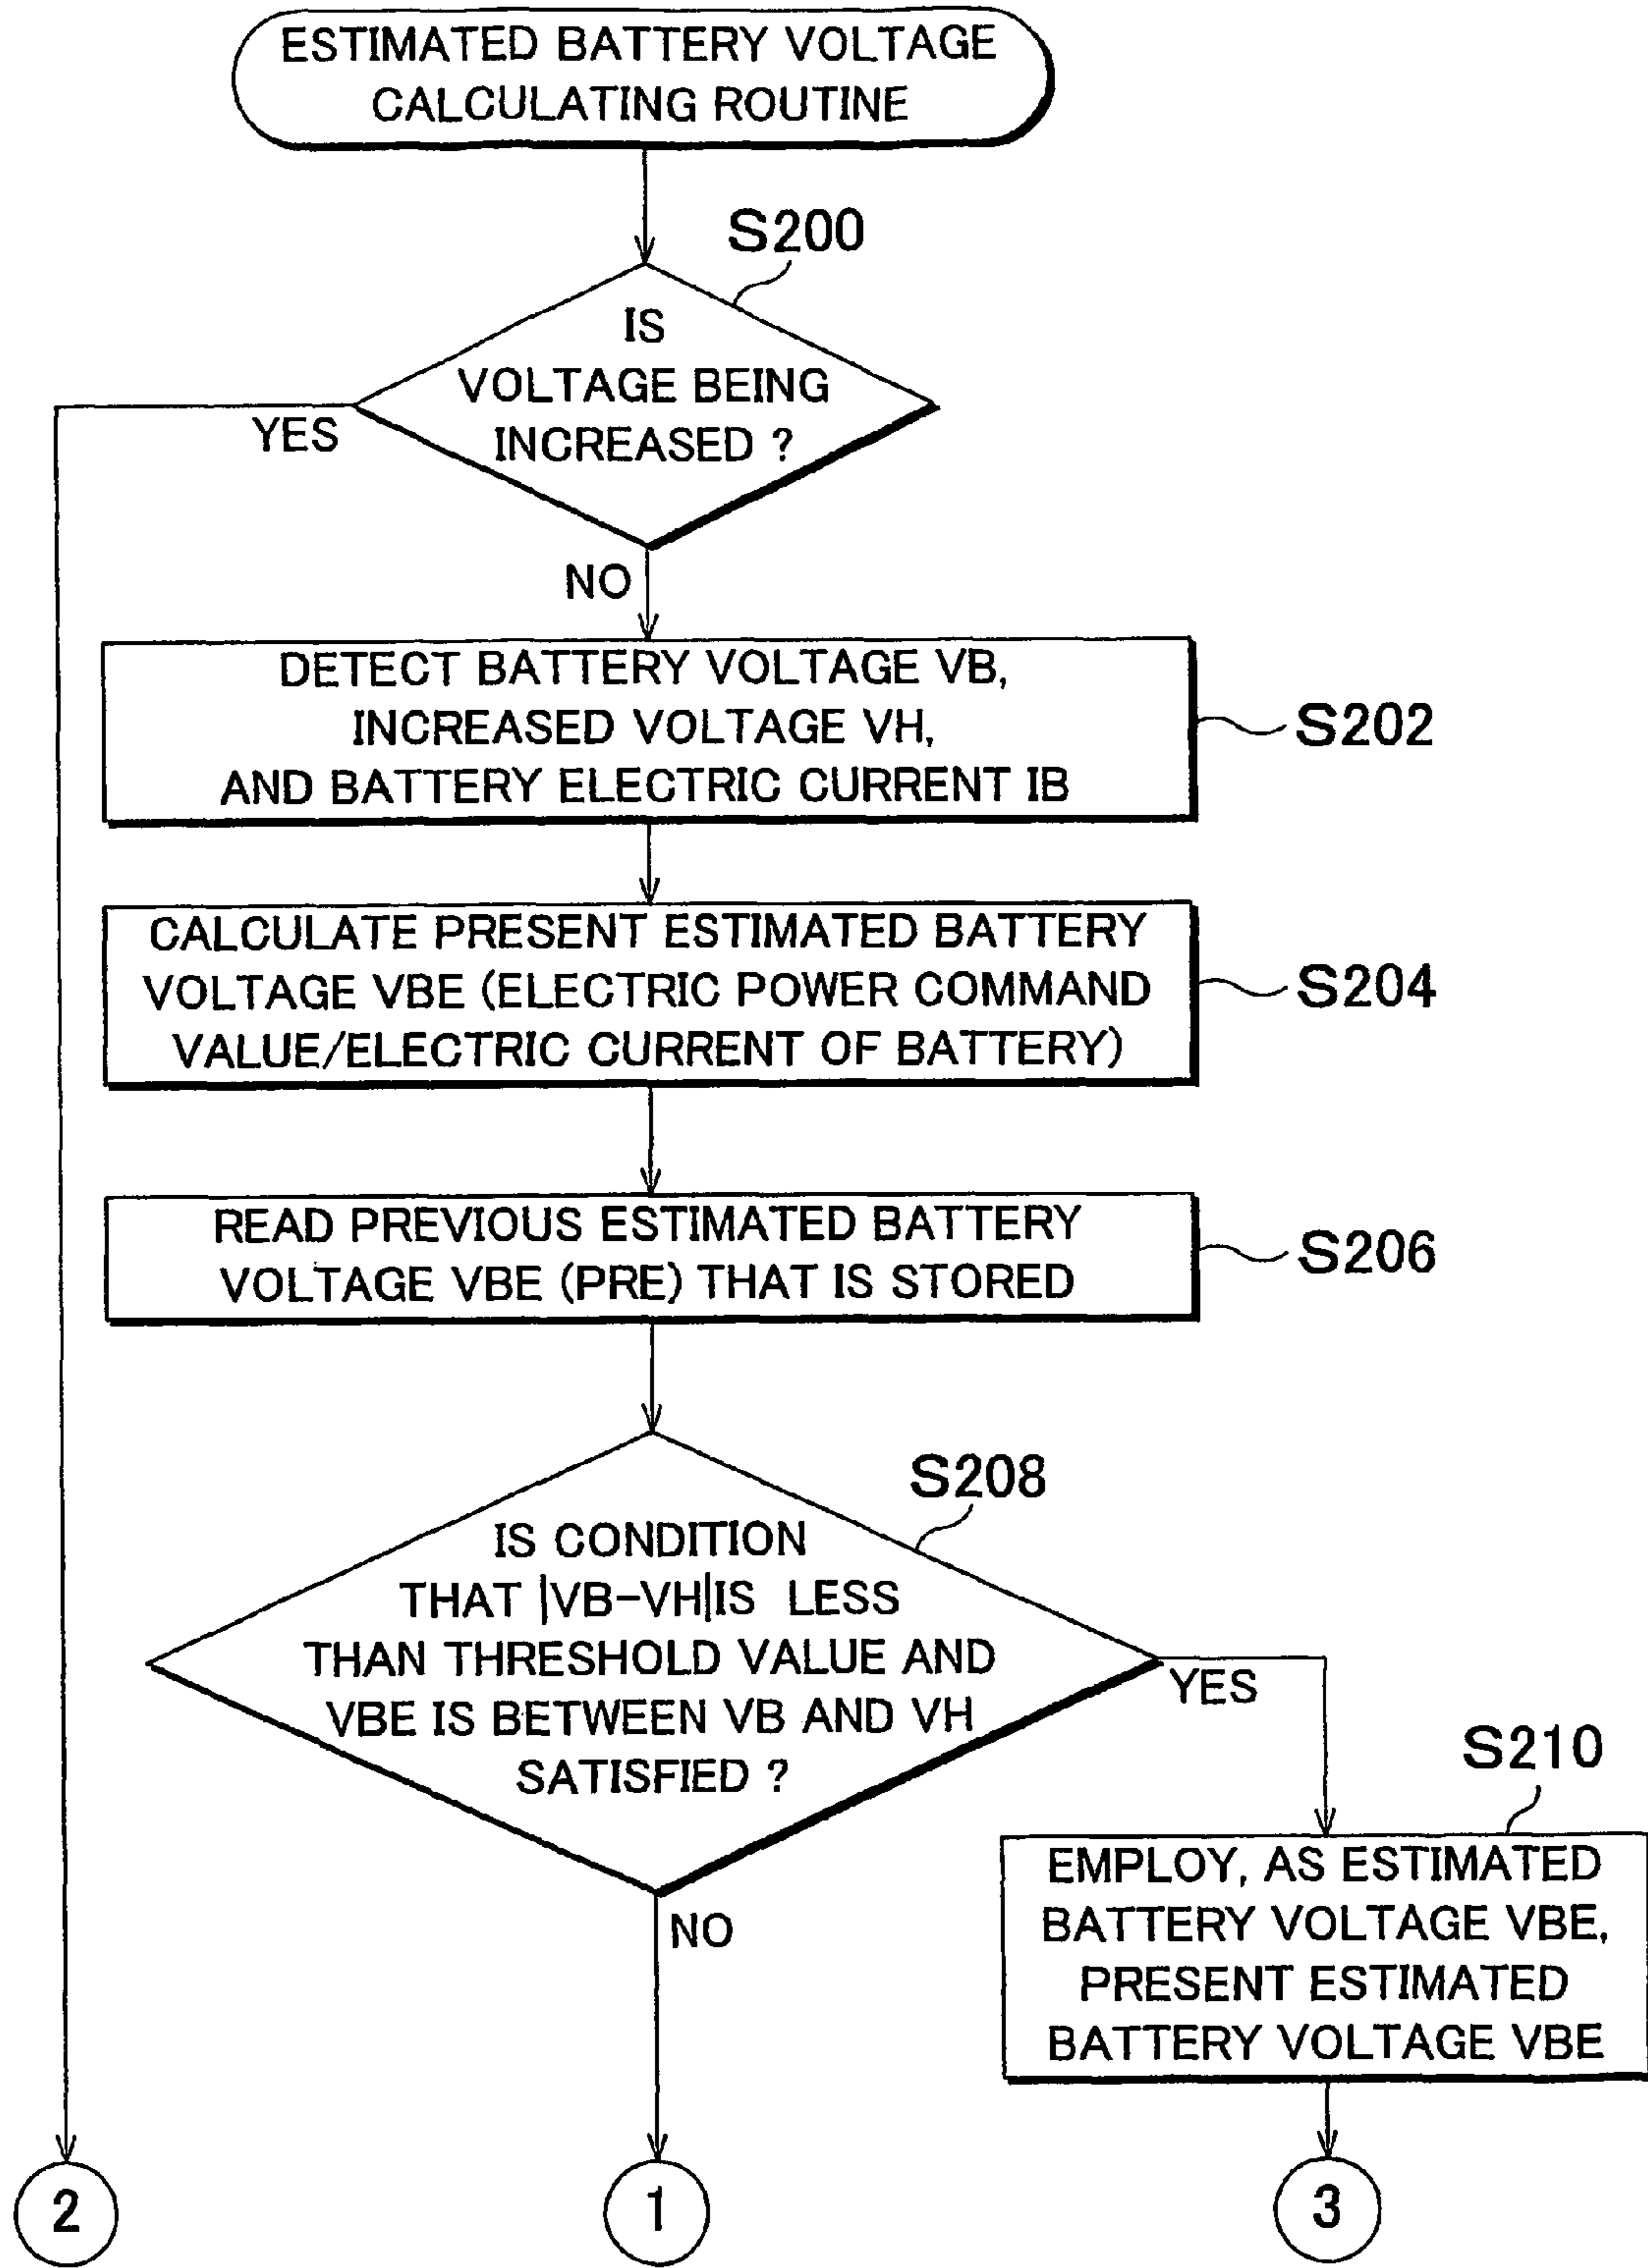 ESTIMATED BATTERY VOLTAGE
CALCULATING ROUTINE
S200
IS
VOLTAGE BEING
INCREASED ?
YES
NO
DETECT BATTERY VOLTAGE VB,
INCREASED VOLTAGE VH,
AND BATTERY ELECTRIC CURRENT IB
S202
CALCULATE PRESENT ESTIMATED BATTERY
VOLTAGE VBE (ELECTRIC POWER COMMAND
VALUE/ELECTRIC CURRENT OF BATTERY)
S204
READ PREVIOUS ESTIMATED BATTERY
VOLTAGE VBE (PRE) THAT IS STORED
S206
S208
IS CONDITION
THAT |VB-VH|IS LESS
THAN THRESHOLD VALUE AND
VBE IS BETWEEN VB AND VH
SATISFIED ?
YES
NO
S210
EMPLOY, AS ESTIMATED
BATTERY VOLTAGE VBE,
PRESENT ESTIMATED
BATTERY VOLTAGE VBE
2
1
3